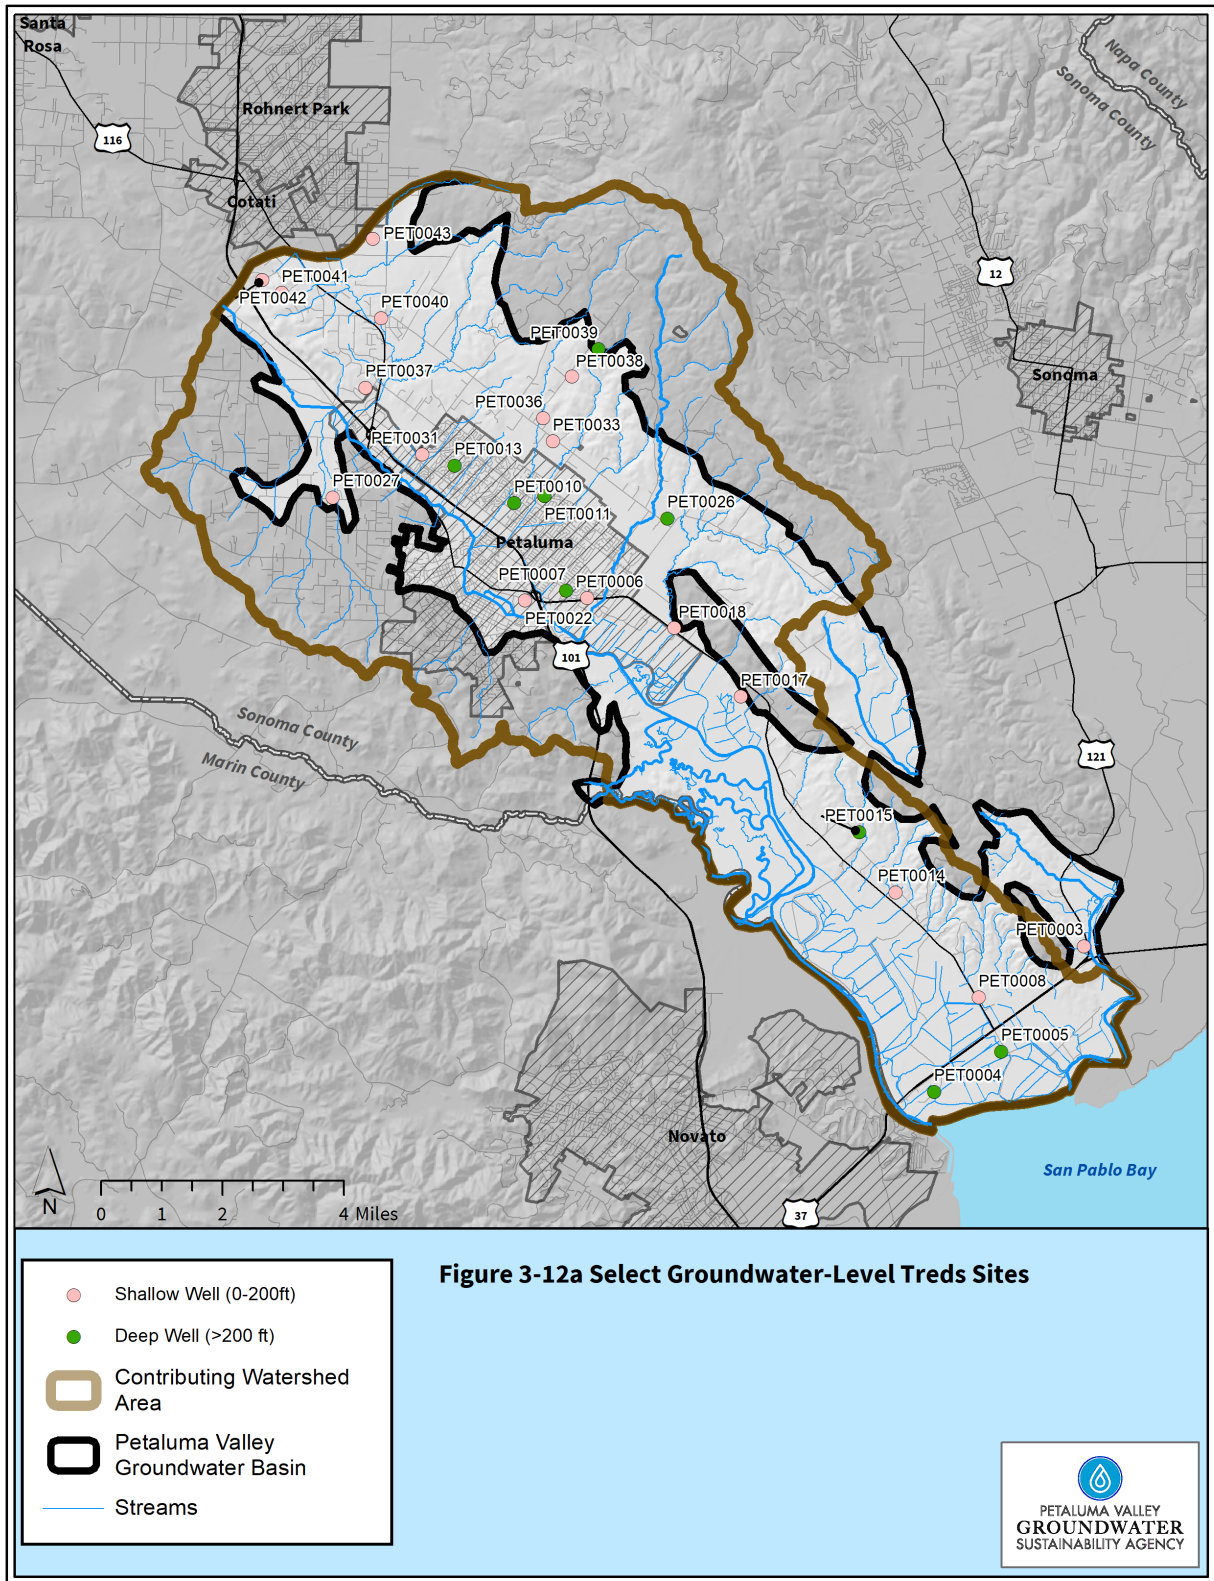 Santa
Rosa
Napa County
Sonoma County
Rohnert Park
116
Cotati
PET0043
12
PET0041
PET0042
PET0040
PET0039
PET0038
PET0037
Sonoma
PET0036
PET0033
PET0031
PET0013
PET0027
PET0010
PET0011
PET0026
Petaluma
PET0007
PET0006
PET0022
PET0018
101
PET0017
Sonoma County
Marin County
121
PET0015
PET0014
PET0003
PET0008
PET0005
PET0004
Novato
San Pablo Bay
N
0 1 2 4 Miles
37
Figure 3-12a Select Groundwater-Level Treds Sites
Shallow Well (0-200ft)
Deep Well (>200 ft)
Contributing Watershed
Area
Petaluma Valley
Groundwater Basin
Streams
PETALUMA VALLEY
GROUNDWATER
SUSTAINABILITY AGENCY